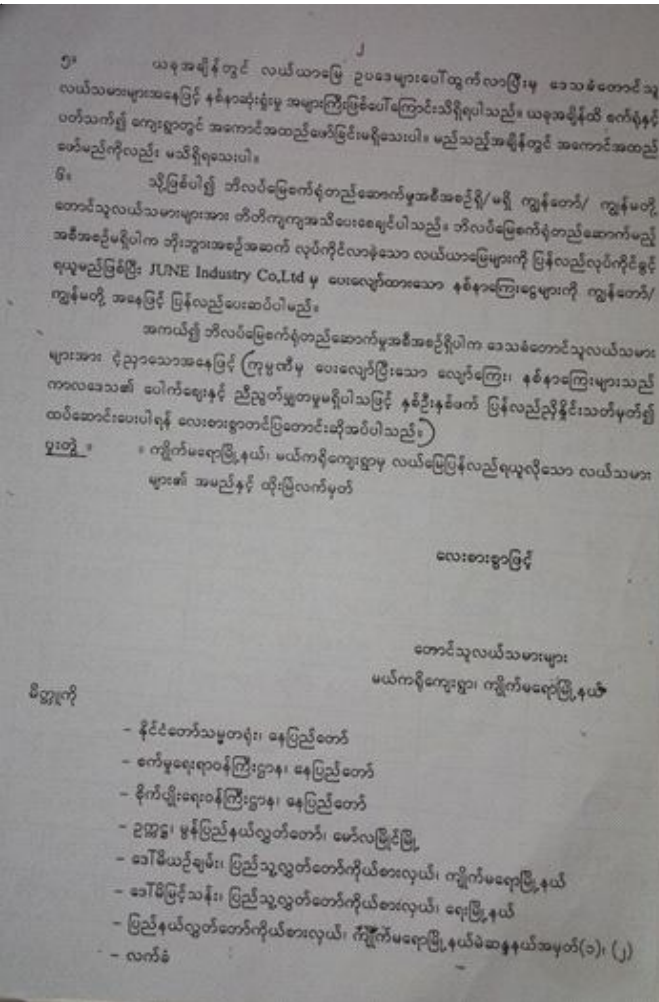 ၂
၅။ ယခုအချိန်တွင် လယ်ယာမြေ ဥပဒေများပေါ်ထွက်လာပြီးမှ ဒေသခံတောင်သူ
လယ်သမားများအနေဖြင့် နစ်နာဆုံးရှုံးမှု အများကြီးဖြစ်ပေါ်ကြောင်းသိရှိရပါသည်။ ယခုအချိန်ထိ စက်ရုံနှင့်
ပတ်သက်၍ ကျေးရွာတွင် အကောင်အထည်ဖော်ခြင်းမရှိသေးပါ။ မည်သည့်အချိန်တွင် အကောင်အထည်
ဖော်မည်ကိုလည်း မသိရှိရသေးပါ။
၆။ သို့ဖြစ်ပါ၍ ဘိလပ်မြေစက်ရုံတည်ဆောက်မှုအစီအစဉ်ရှိ/မရှိ ကျွန်တော်/ ကျွန်မတို့
တောင်သူလယ်သမားများအား တိတိကျကျအသိပေးစေချင်ပါသည်။ ဘိလပ်မြေစက်ရုံတည်ဆောက်မည့်
အစီအစဉ်မရှိပါက ဘိုးဘွားအစဉ်အဆက် လုပ်ကိုင်လာခဲ့သော လယ်ယာမြေများကို ပြန်လည်လုပ်ကိုင်ခွင့်
ရယူမည်ဖြစ်ပြီး JUNE Industry Co,Ltd မှ ပေးလျော်ထားသော နစ်နာကြေးငွေများကို ကျွန်တော်/
ကျွန်မတို့ အနေဖြင့် ပြန်လည်ပေးဆပ်ပါမည်။
အကယ်၍ ဘိလပ်မြေစက်ရုံတည်ဆောက်မှုအစီအစဉ်ရှိပါက ဒေသခံတောင်သူလယ်သမား
များအား ငဲ့ညှာသောအနေဖြင့် (ကုမ္ပဏီမှ ပေးလျော်ပြီးသော လျော်ကြေး၊ နစ်နာကြေးများသည်
ကာလဒေသ၏ ပေါက်ဈေးနှင့် ညီညွတ်မျှတမှုမရှိပါသဖြင့် နှစ်ဦးနှစ်ဖက် ပြန်လည်ညှိနှိုင်းသတ်မှတ်၍
ထပ်ဆောင်းပေးပါရန် လေးစားစွာတင်ပြတောင်းဆိုအပ်ပါသည်။)
ပူးတွဲ ။ ။ ကျိုက်မရောမြို့နယ်၊ မယ်ကရိုကျေးရွာမှ လယ်မြေပြန်လည်ရယူလိုသော လယ်သမား
များ၏ အမည်နှင့် ထိုးမြဲလက်မှတ်
လေးစားစွာဖြင့်
တောင်သူလယ်သမားများ
မယ်ကရိုကျေးရွာ၊ ကျိုက်မရောမြို့နယ်
မိတ္တူကို
- နိုင်ငံတော်သမ္မတရုံး၊ နေပြည်တော်
- စက်မှုရေးရာဝန်ကြီးဌာန၊ နေပြည်တော်
- စိုက်ပျိုးရေးဝန်ကြီးဌာန၊ နေပြည်တော်
- ဥက္ကဋ္ဌ၊ မွန်ပြည်နယ်လွှတ်တော်၊ မော်လမြိုင်မြို့
- ဒေါ်မိယဉ်ချမ်း၊ ပြည်သူ့လွှတ်တော်ကိုယ်စားလှယ်၊ ကျိုက်မရောမြို့နယ်
- ဒေါ်မိမြင့်သန်း၊ ပြည်သူ့လွှတ်တော်ကိုယ်စားလှယ်၊ ရေးမြို့နယ်
- ပြည်နယ်လွှတ်တော်ကိုယ်စားလှယ်၊ ကျိုက်မရောမြို့နယ်မဲဆန္ဒနယ်အမှတ်(၁)၊ (၂)
- လက်ခံ